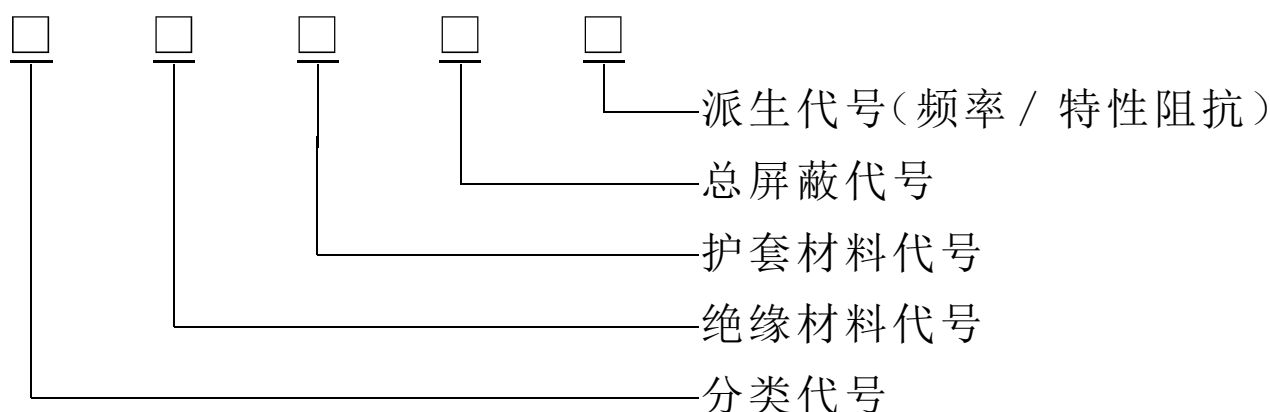 □ □ □ □ □
派生代号(频率/特性阻抗)
总屏蔽代号
护套材料代号
绝缘材料代号
分类代号